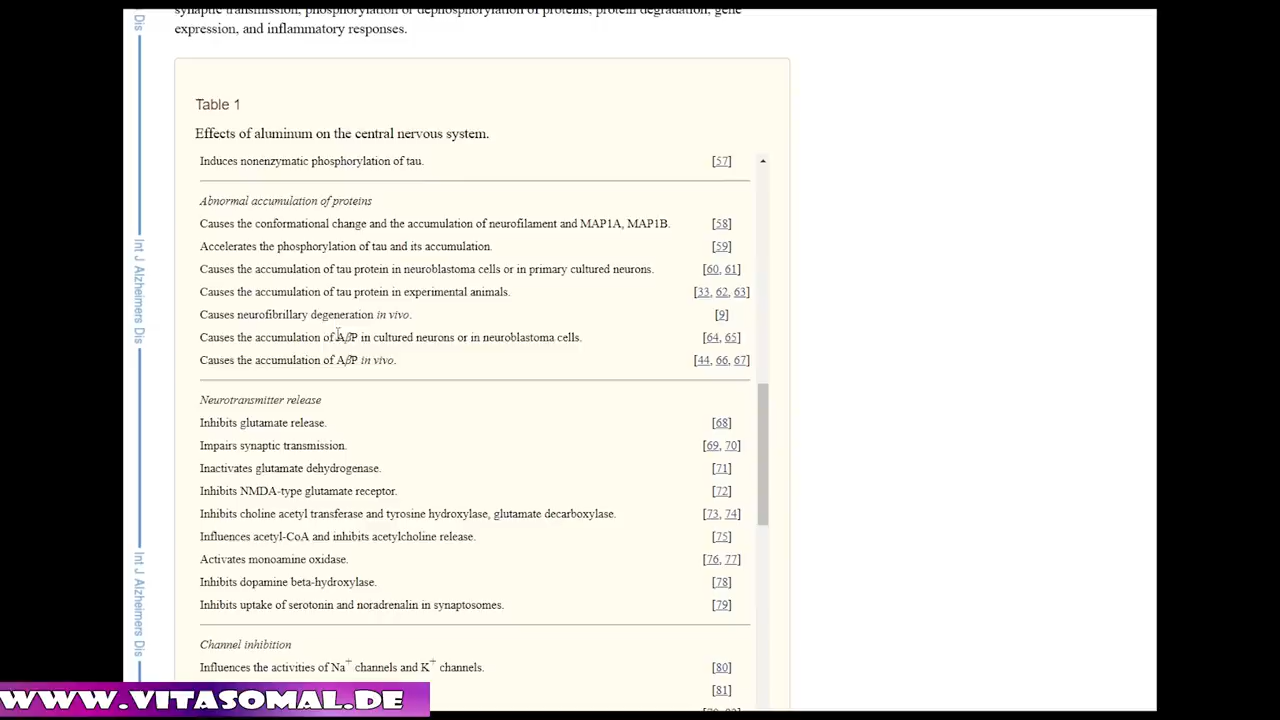 synaptic transmission, phosphorylation or dephosphorylation of proteins, protein degradation, gene
expression, and inflammatory responses.
Table 1
Effects of aluminum on the central nervous system.
Induces nonenzymatic phosphorylation of tau. [57]
Abnormal accumulation of proteins
Causes the conformational change and the accumulation of neurofilament and MAP1A, MAP1B. [58]
Accelerates the phosphorylation of tau and its accumulation. [59]
Causes the accumulation of tau protein in neuroblastoma cells or in primary cultured neurons. [60, 61]
Causes the accumulation of tau protein in experimental animals. [33, 62, 63]
Causes neurofibrillary degeneration in vivo. [9]
Causes the accumulation of AβP in cultured neurons or in neuroblastoma cells. [64, 65]
Causes the accumulation of AβP in vivo. [44, 66, 67]
Neurotransmitter release
Inhibits glutamate release. [68]
Impairs synaptic transmission. [69, 70]
Inactivates glutamate dehydrogenase. [71]
Inhibits NMDA-type glutamate receptor. [72]
Inhibits choline acetyl transferase and tyrosine hydroxylase, glutamate decarboxylase. [73, 74]
Influences acetyl-CoA and inhibits acetylcholine release. [75]
Activates monoamine oxidase. [76, 77]
Inhibits dopamine beta-hydroxylase. [78]
Inhibits uptake of serotonin and noradrenalin in synaptosomes. [79]
Channel inhibition
Influences the activities of Na+ channels and K+ channels. [80]
[81]
Dis
Int J Alzheimers Dis
Int J Alzheimers Dis
WWW.VITASOMAL.DE